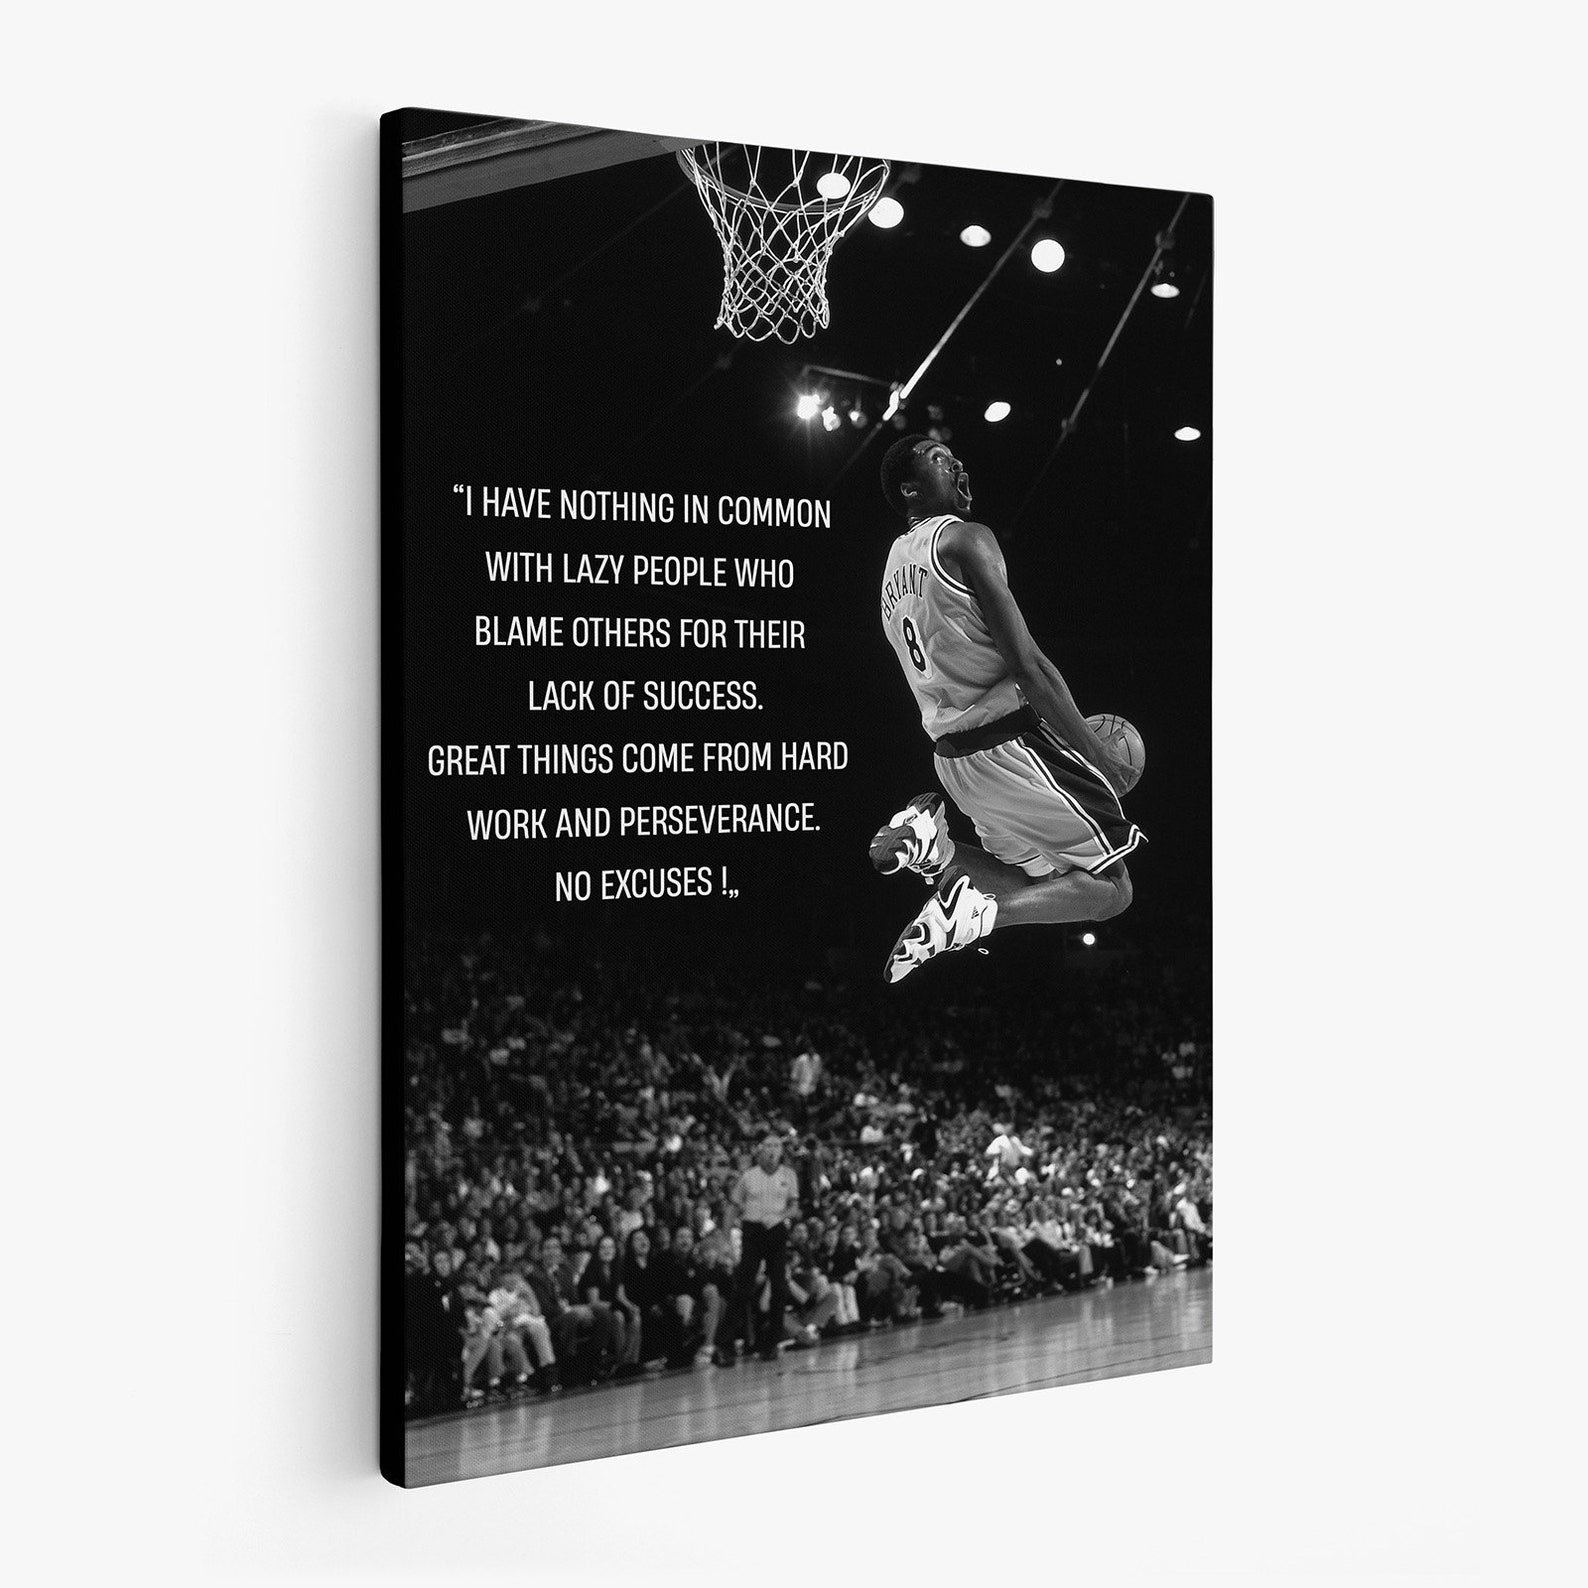 “I HAVE NOTHING IN COMMON
WITH LAZY PEOPLE WHO
BLAME OTHERS FOR THEIR
LACK OF SUCCESS.
GREAT THINGS COME FROM HARD
WORK AND PERSEVERANCE.
NO EXCUSES !„
BRYANT
8